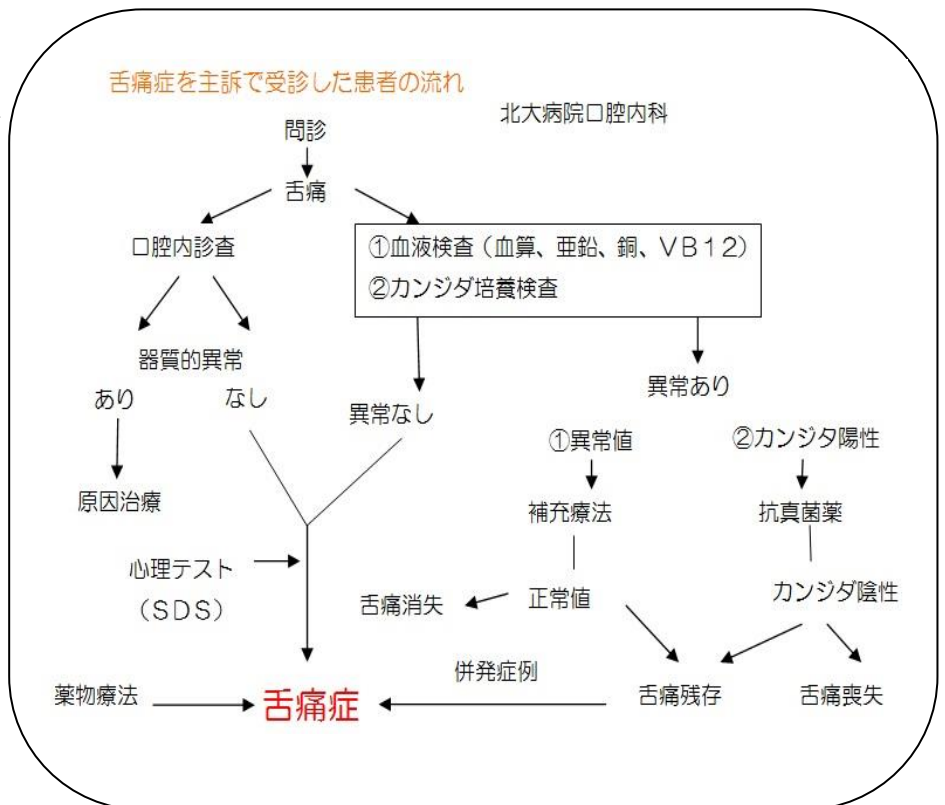 舌痛症を主訴で受診した患者の流れ
北大病院口腔内科
問診
舌痛
口腔内診査
①血液検査（血算、亜鉛、銅、ＶＢ１２）
②カンジダ培養検査
器質的異常
あり
なし
異常なし
異常あり
①異常値
②カンジタ陽性
原因治療
補充療法
抗真菌薬
心理テスト
（ＳＤＳ）
舌痛消失
正常値
カンジダ陰性
併発症例
薬物療法
舌痛症
舌痛残存
舌痛喪失